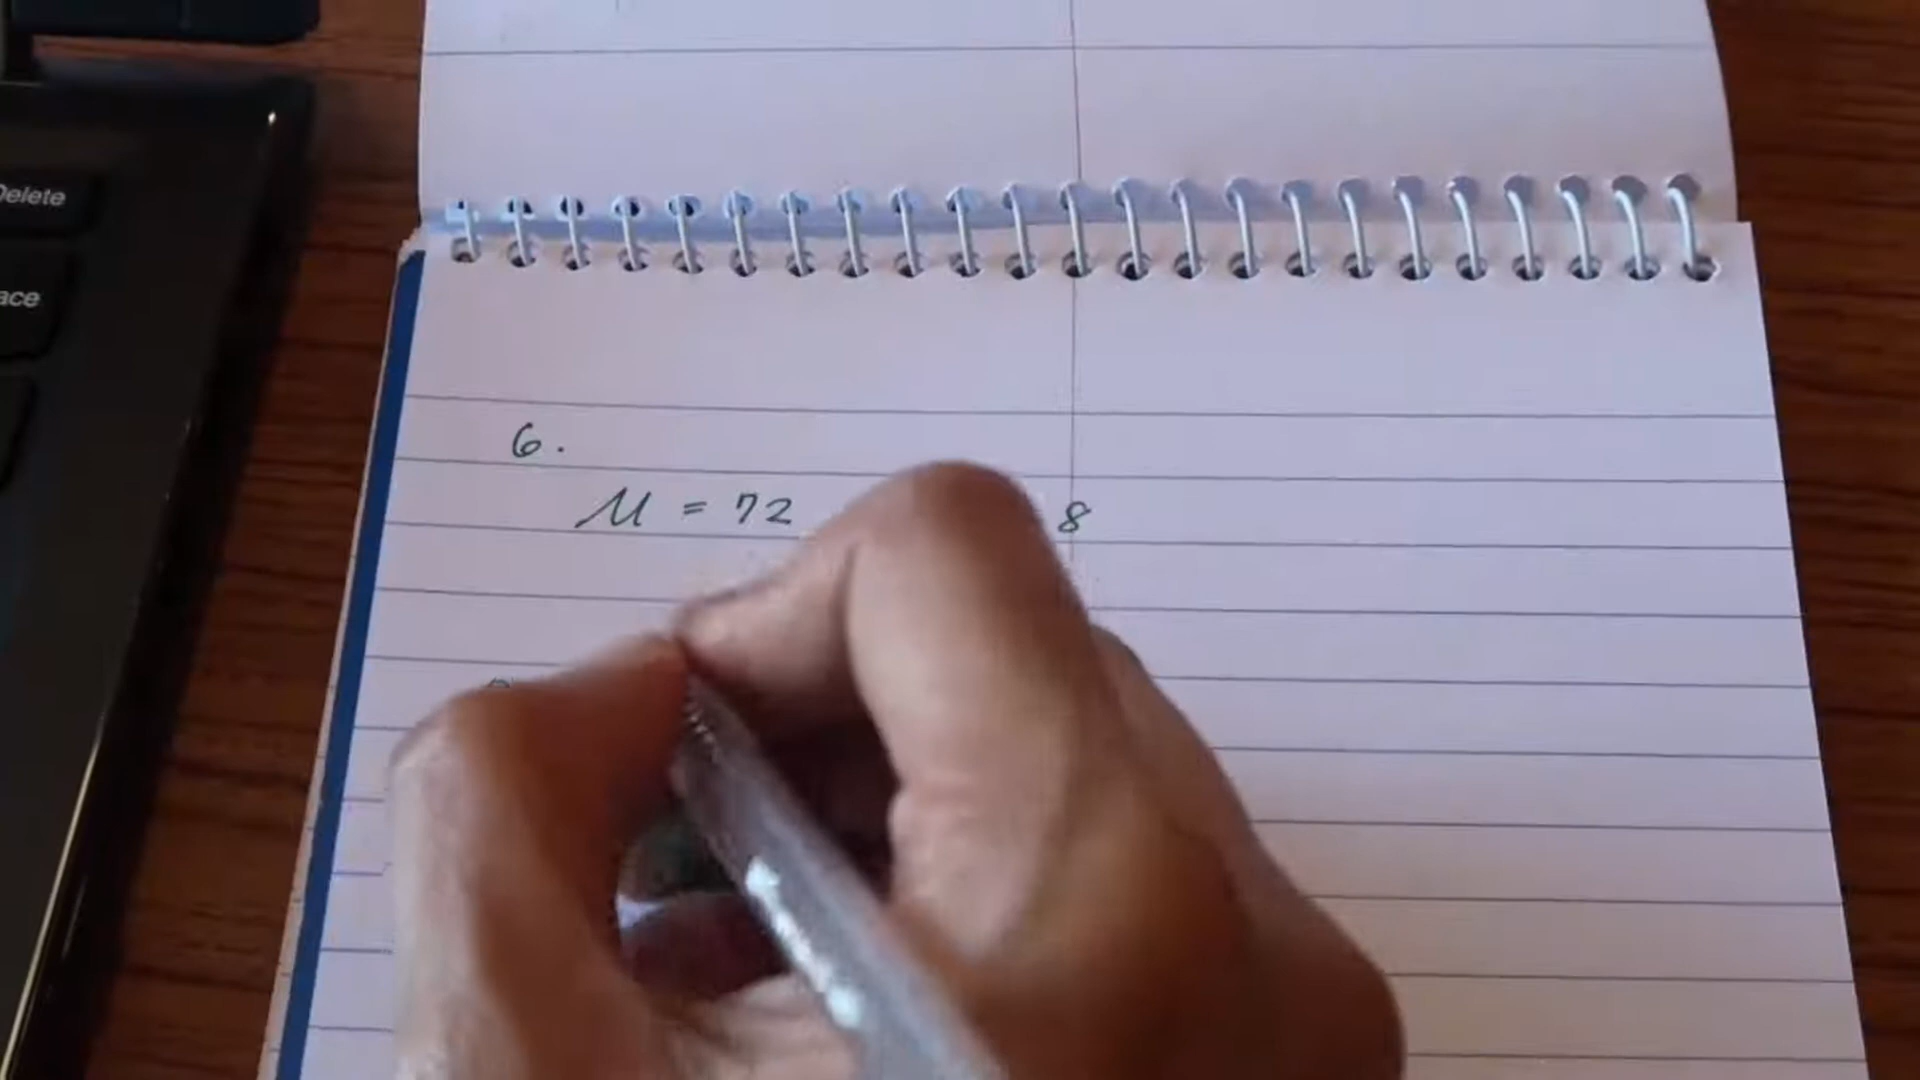 Delete
ace
6.
μ = 72 8